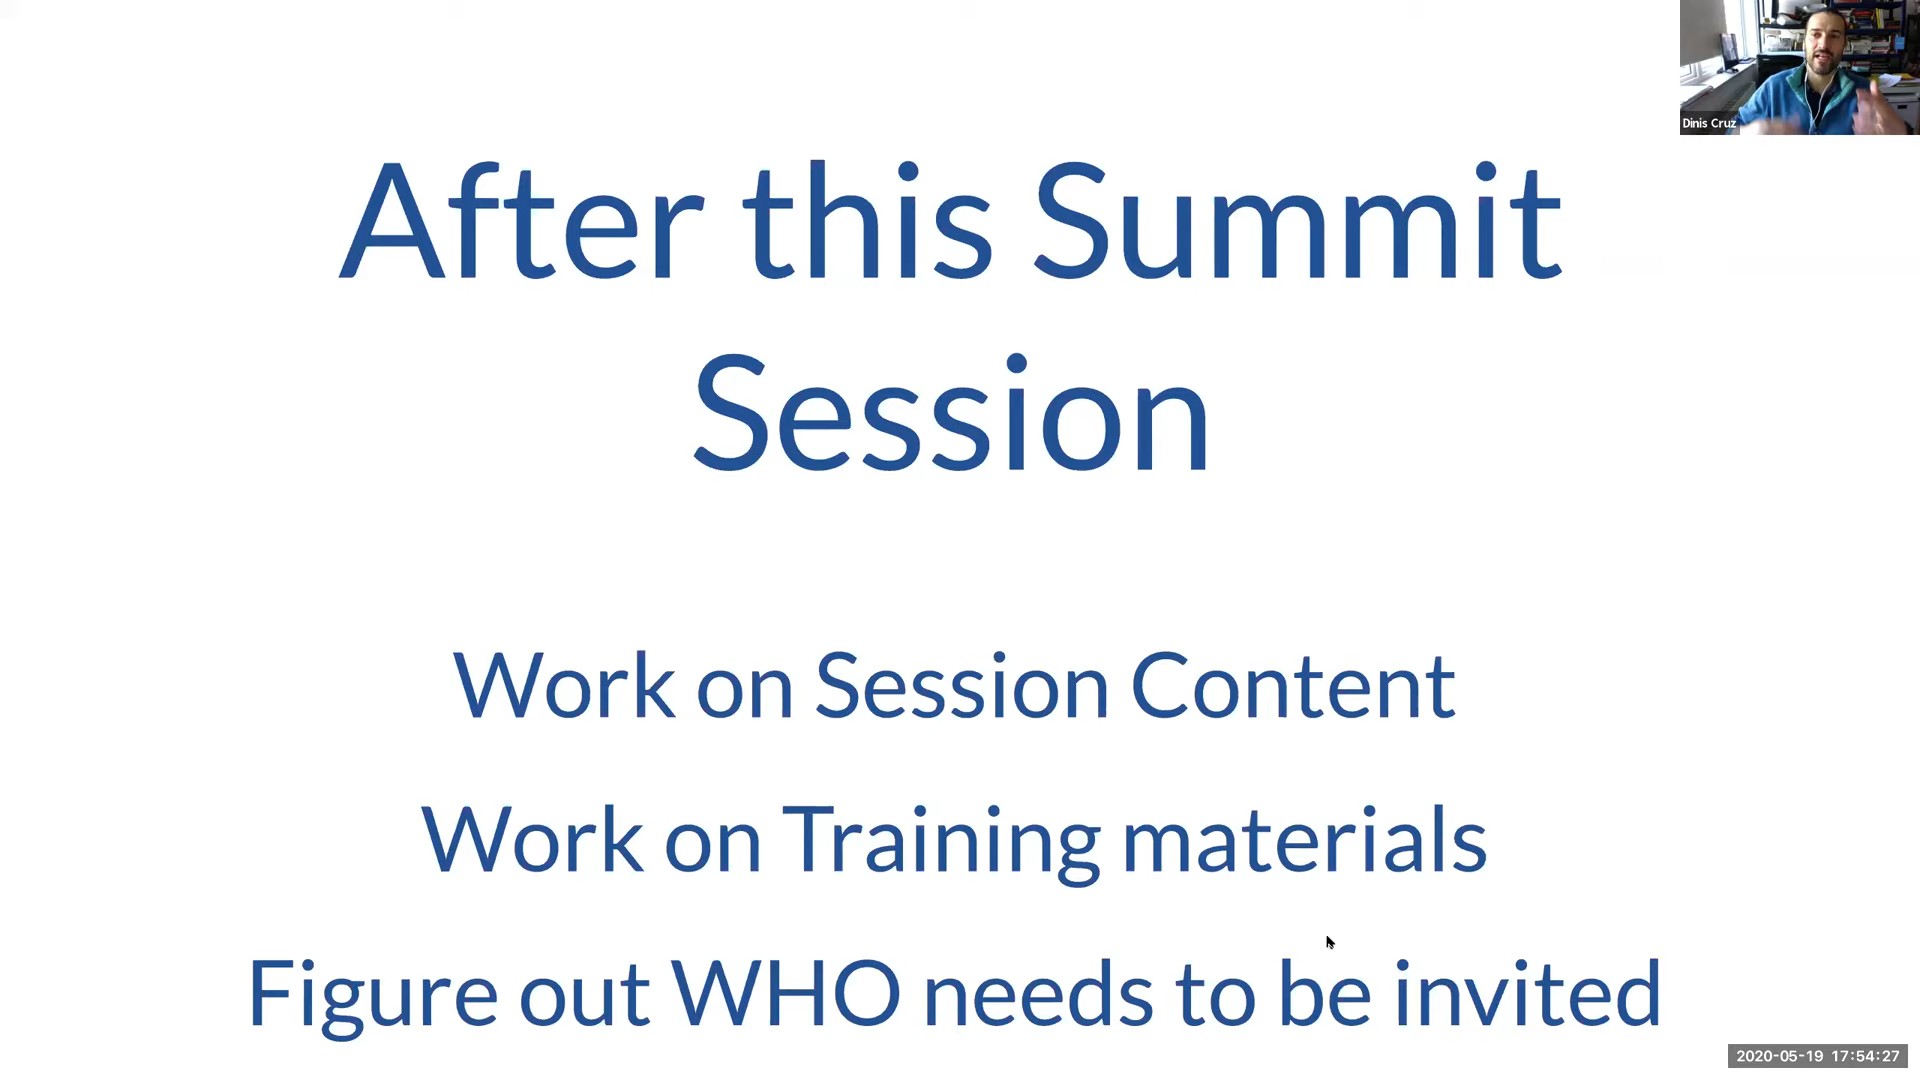 Dinis Cruz
After this Summit
Session
Work on Session Content
Work on Training materials
Figure out WHO needs to be invited
2020-05-19 17:54:27